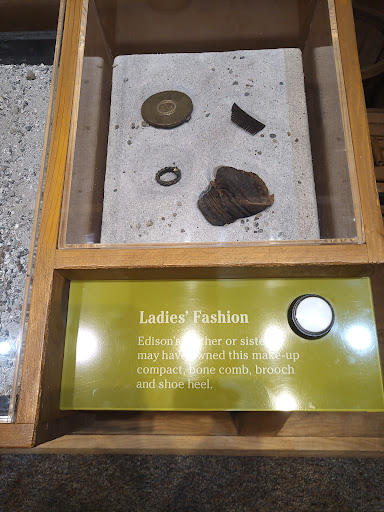 Ladies' Fashion
Edison's or
may have owned this make-up
compact, bone comb, brooch
and shoe heel.